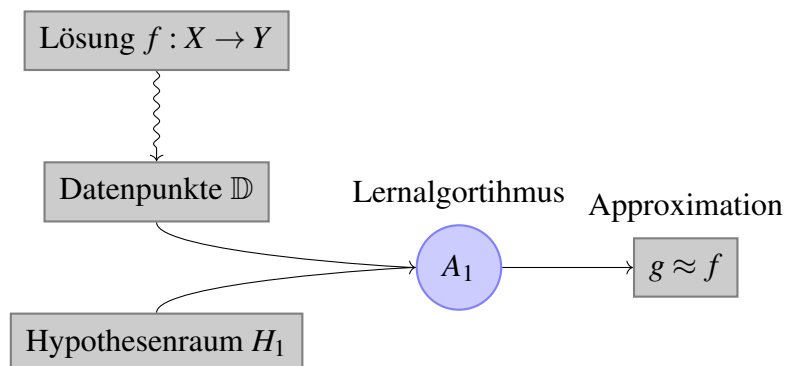 Lösung f : X → Y
Datenpunkte 𝔻
Lernalgortihmus
Approximation
A₁
g ≈ f
Hypothesenraum H₁